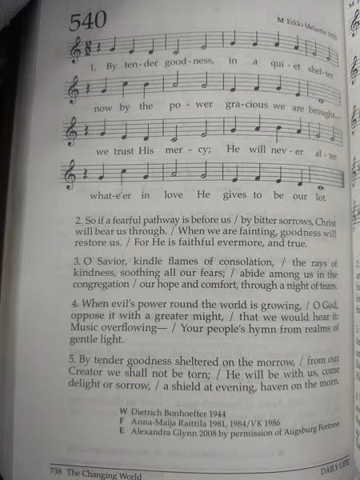 540
M Erkki Melartin 1923
1. By ten-der good-ness, in a qui-et shel-ter
now by the po-wer gra-cious we are brought—
we trust His mer-cy; He will nev-er al-ter
what-e'er in love He gives to be our lot.
2. So if a fearful pathway is before us / by bitter sorrows, Christ
will bear us through. / When we are fainting, goodness will
restore us. / For He is faithful evermore, and true.
3. O Savior, kindle flames of consolation, / the rays of
kindness, soothing all our fears; / abide among us in the
congregation / our hope and comfort, through a night of tears.
4. When evil's power round the world is growing, / O God,
oppose it with a greater might, / that we would hear it:
Music overflowing— / Your people's hymn from realms of
gentle light.
5. By tender goodness sheltered on the morrow, / from our
Creator we shall not be torn; / He will be with us, come
delight or sorrow, / a shield at evening, haven on the morn.
W Dietrich Bonhoeffer 1944
F Anna-Maija Raittila 1981, 1984/VK 1986
E Alexandra Glynn 2008 by permission of Augsburg Fortress
738 The Changing World
DAILY LIFE